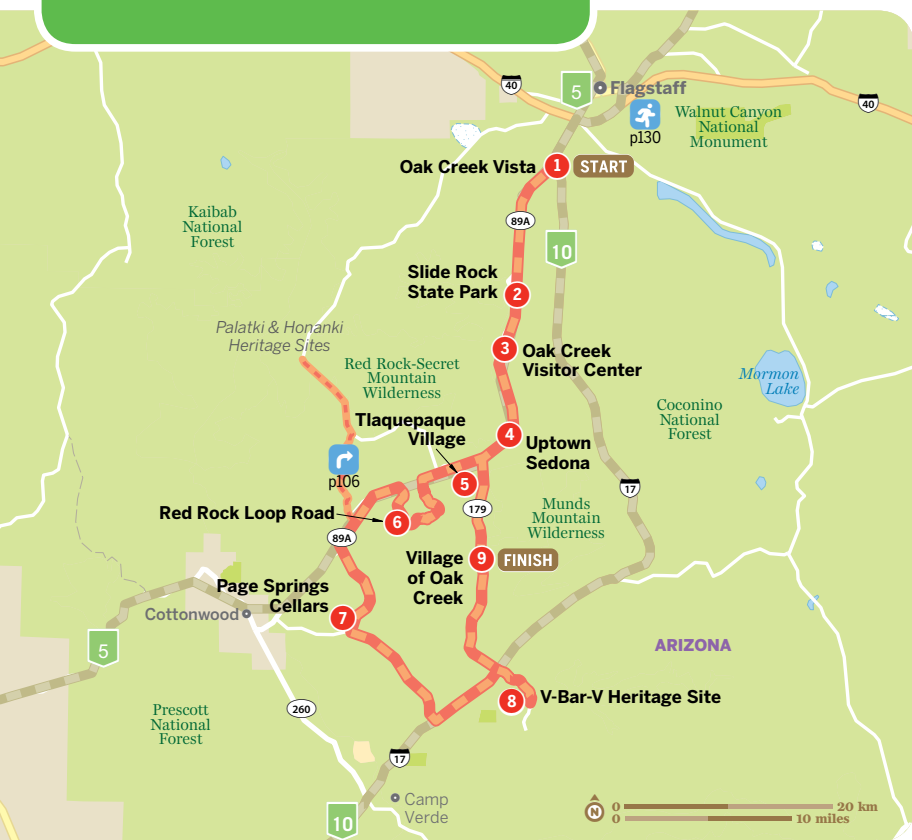 40
5
Flagstaff
40
p130
Walnut Canyon
National
Monument
Oak Creek Vista
1
START
Kaibab
National
Forest
89A
10
Slide Rock
State Park
2
Palatki & Honanki
Heritage Sites
3
Oak Creek
Visitor Center
Red Rock-Secret
Mountain
Wilderness
Mormon
Lake
Coconino
National
Forest
Tlaquepaque
Village
4
Uptown
Sedona
p106
5
17
179
Munds
Mountain
Wilderness
Red Rock Loop Road
6
89A
Village
of Oak
Creek
9
FINISH
Page Springs
Cellars
7
Cottonwood
5
ARIZONA
8
V-Bar-V Heritage Site
260
Prescott
National
Forest
17
Camp
Verde
10
N
0
20 km
0
10 miles